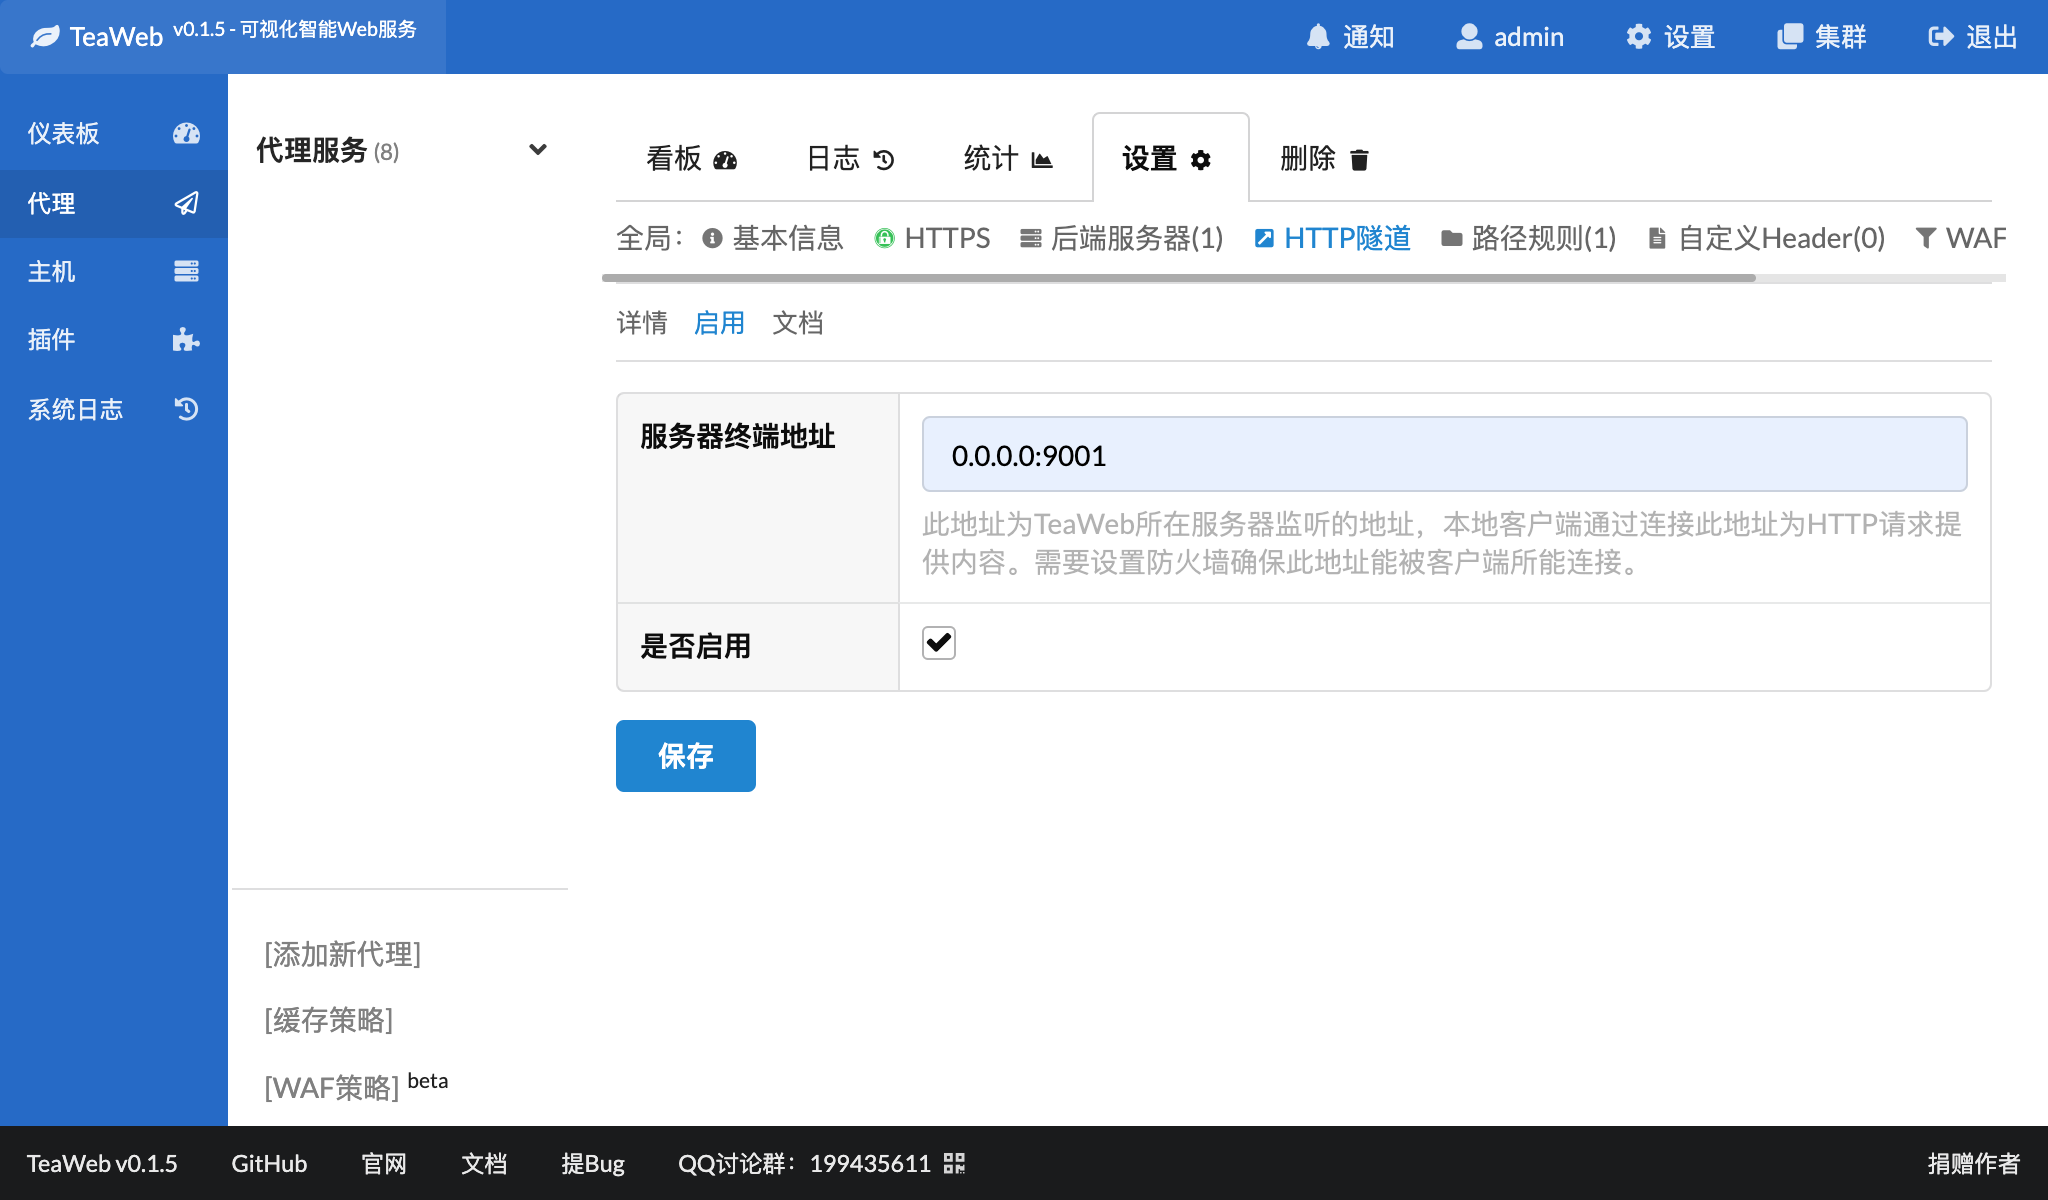 TeaWeb v0.1.5 - 可视化智能Web服务
通知
admin
设置
集群
退出
仪表板
代理
主机
插件
系统日志
代理服务 (8)
看板
日志
统计
设置
删除
全局： 基本信息 HTTPS 后端服务器(1) HTTP隧道 路径规则(1) 自定义Header(0) WAF
详情 启用 文档
服务器终端地址
0.0.0.0:9001
此地址为TeaWeb所在服务器监听的地址，本地客户端通过连接此地址为HTTP请求提
供内容。需要设置防火墙确保此地址能被客户端所能连接。
是否启用
保存
[添加新代理]
[缓存策略]
[WAF策略] beta
TeaWeb v0.1.5 GitHub 官网 文档 提Bug QQ讨论群：199435611 捐赠作者